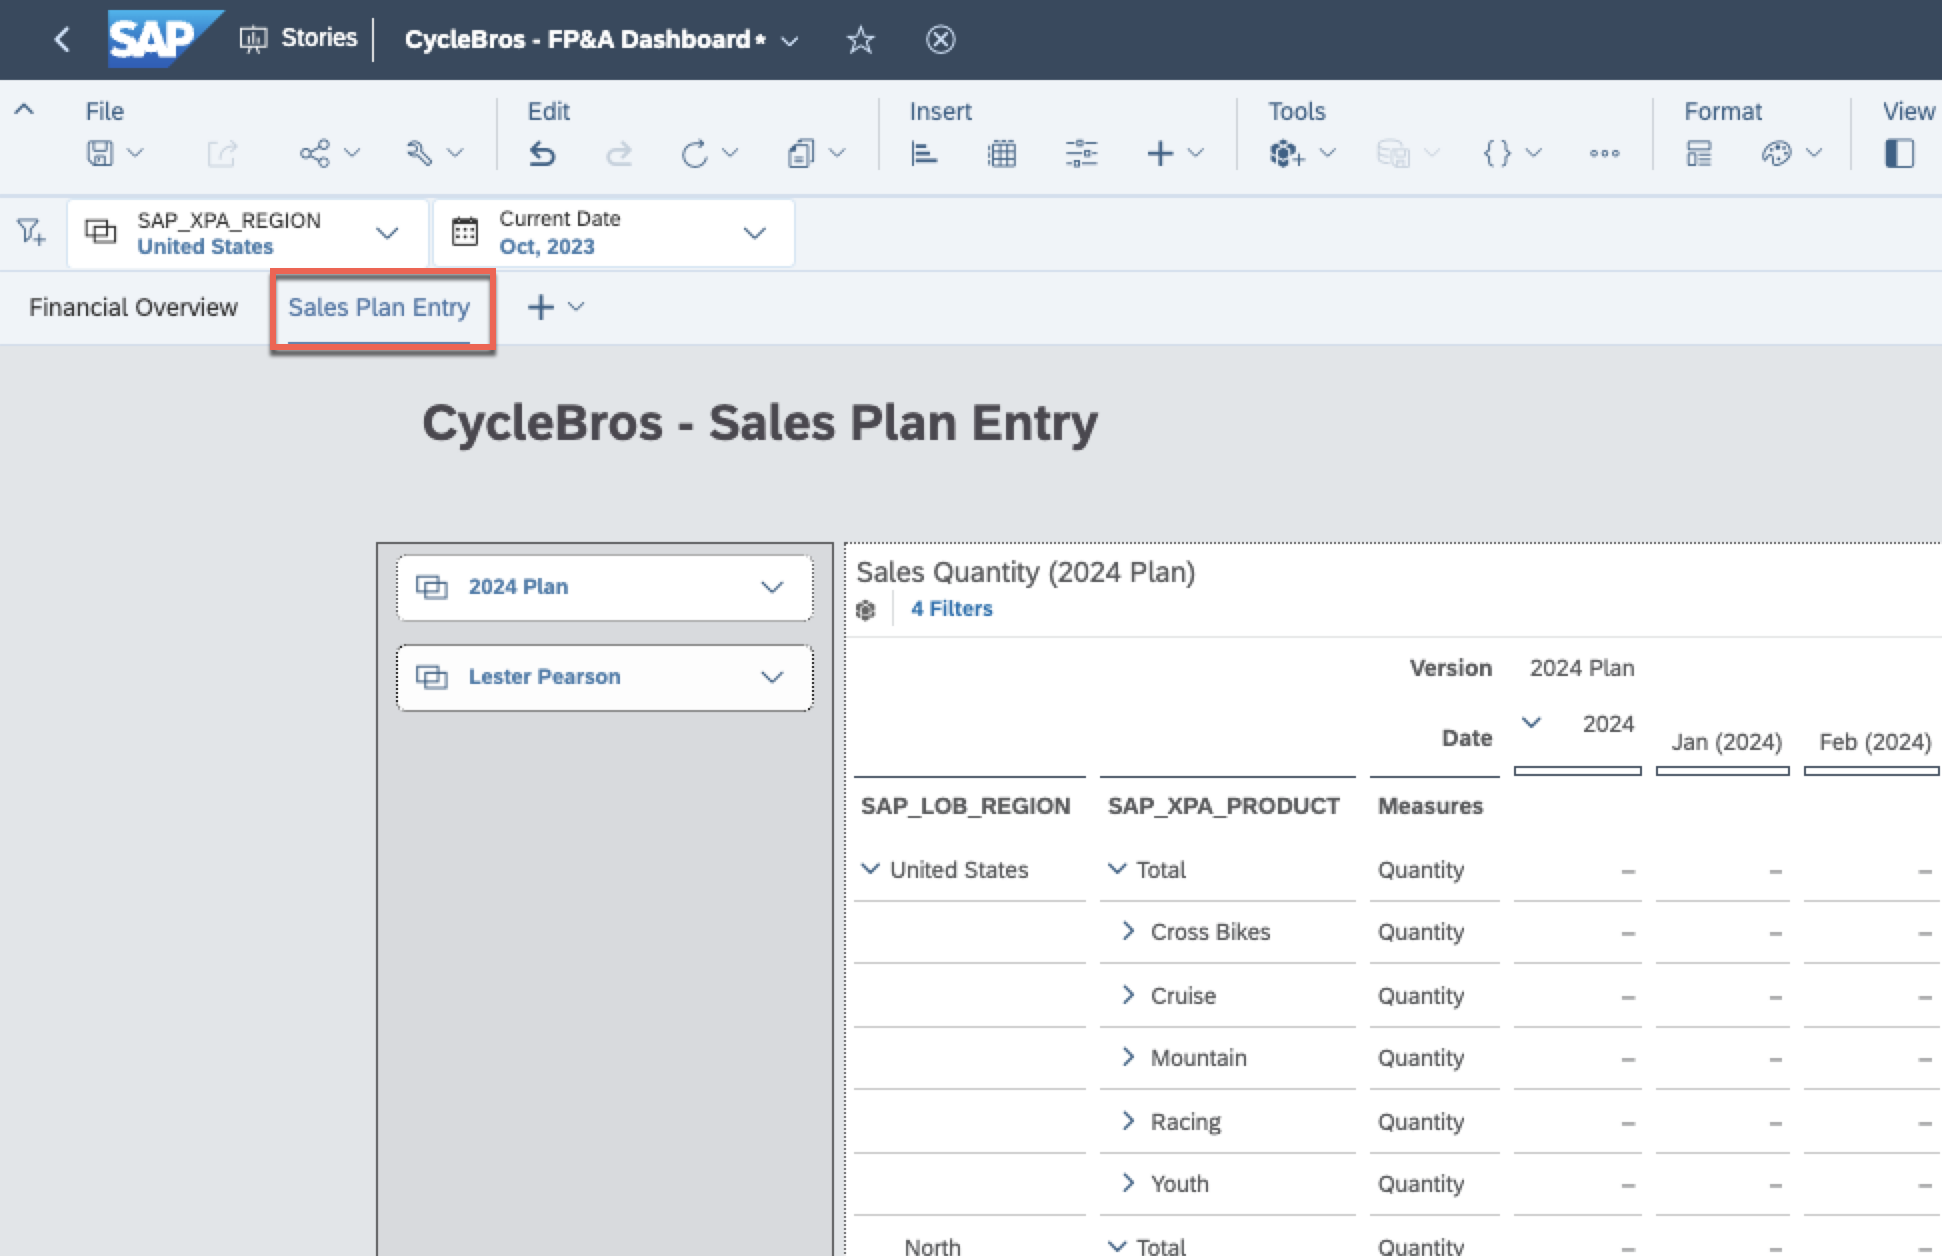 SAP Stories CycleBros - FP&A Dashboard*
File Edit Insert Tools Format View
SAP_XPA_REGION
United States
Current Date
Oct, 2023
Financial Overview Sales Plan Entry
CycleBros - Sales Plan Entry
2024 Plan
Lester Pearson
Sales Quantity (2024 Plan)
4 Filters
Version 2024 Plan
Date 2024 Jan (2024) Feb (2024)
SAP_LOB_REGION SAP_XPA_PRODUCT Measures
United States Total Quantity – – –
Cross Bikes Quantity – – –
Cruise Quantity – – –
Mountain Quantity – – –
Racing Quantity – – –
Youth Quantity – – –
North Total Quantity – – –